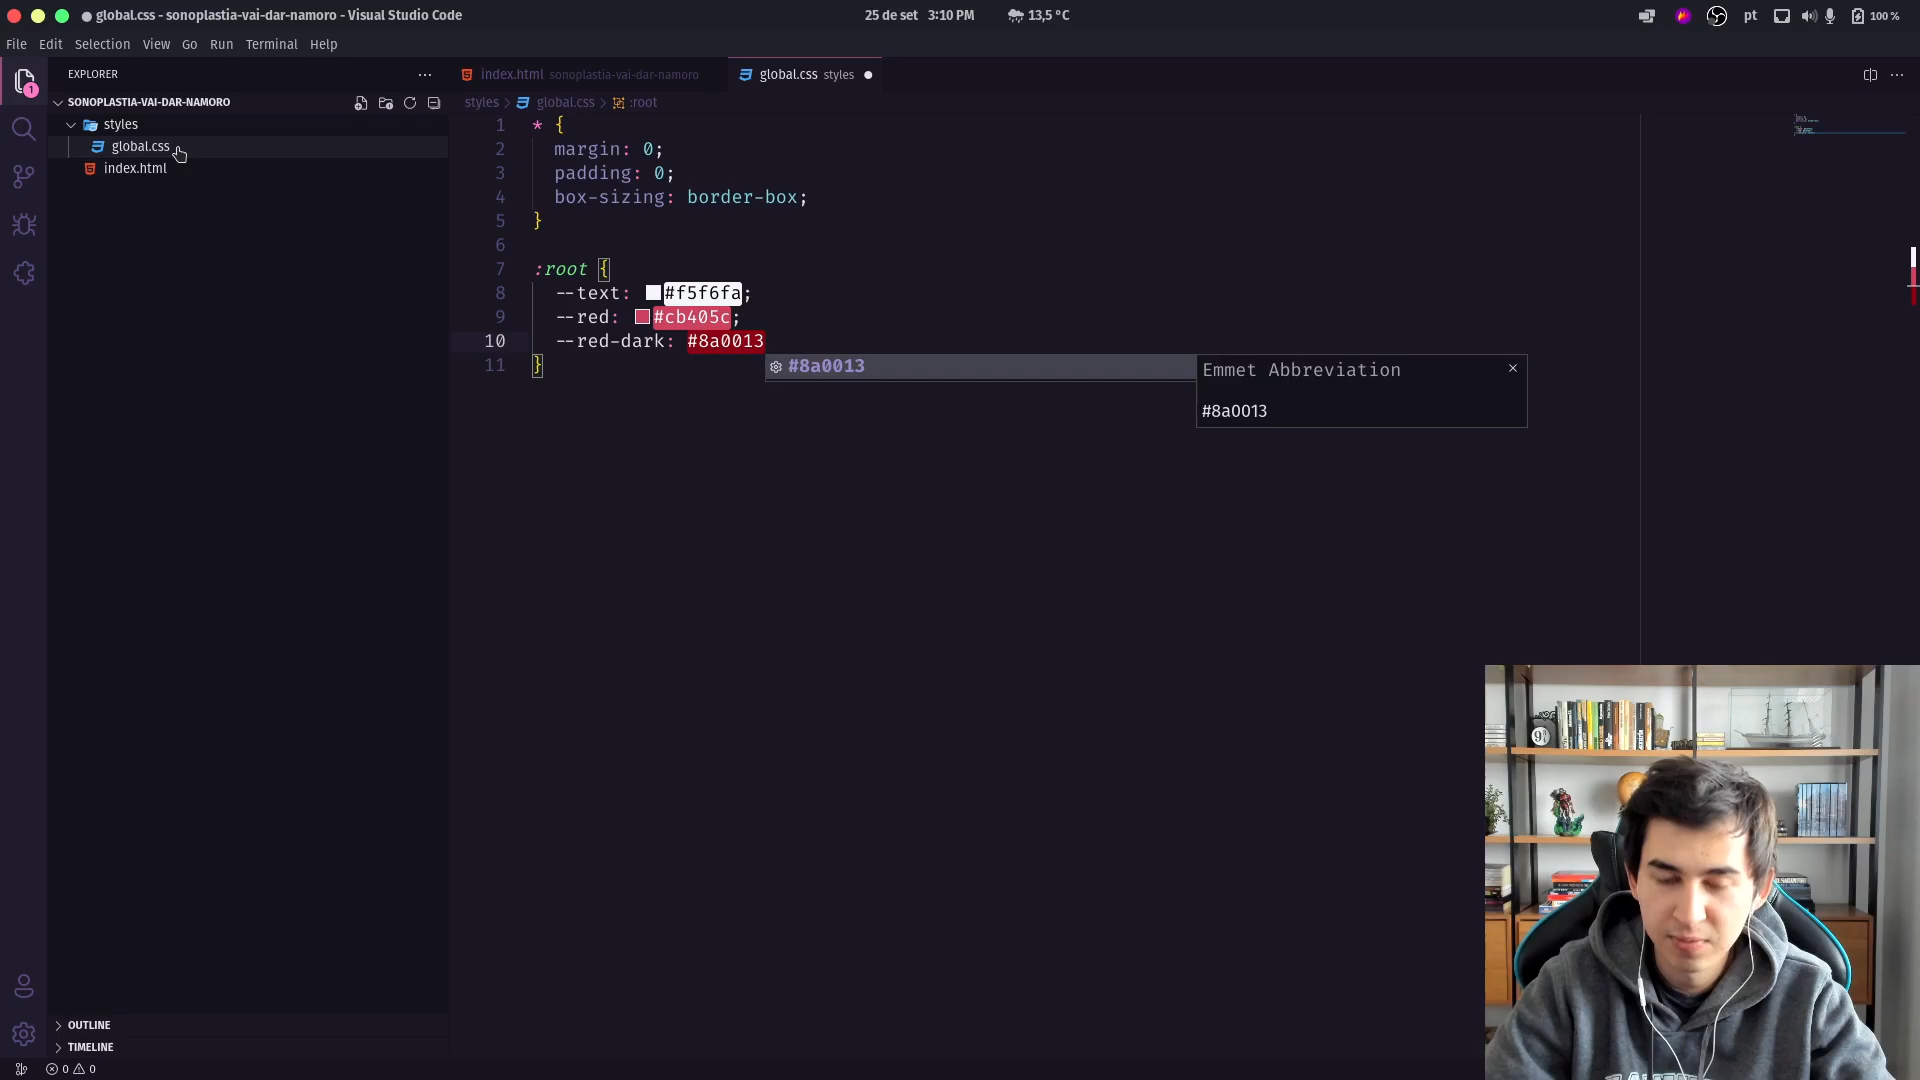 global.css - sonoplastia-vai-dar-namoro - Visual Studio Code
25 de set 3:10 PM
13,5 °C
pt
100 %
File Edit Selection View Go Run Terminal Help
EXPLORER
index.html sonoplastia-vai-dar-namoro
global.css styles
1
SONOPLASTIA-VAI-DAR-NAMORO
styles
global.css
index.html
styles > global.css > :root
1 * {
2 margin: 0;
3 padding: 0;
4 box-sizing: border-box;
5 }
6
7 :root {
8 --text: #f5f6fa;
9 --red: #cb405c;
10 --red-dark: #8a0013
11 }
#8a0013
Emmet Abbreviation
#8a0013
OUTLINE
TIMELINE
0 0